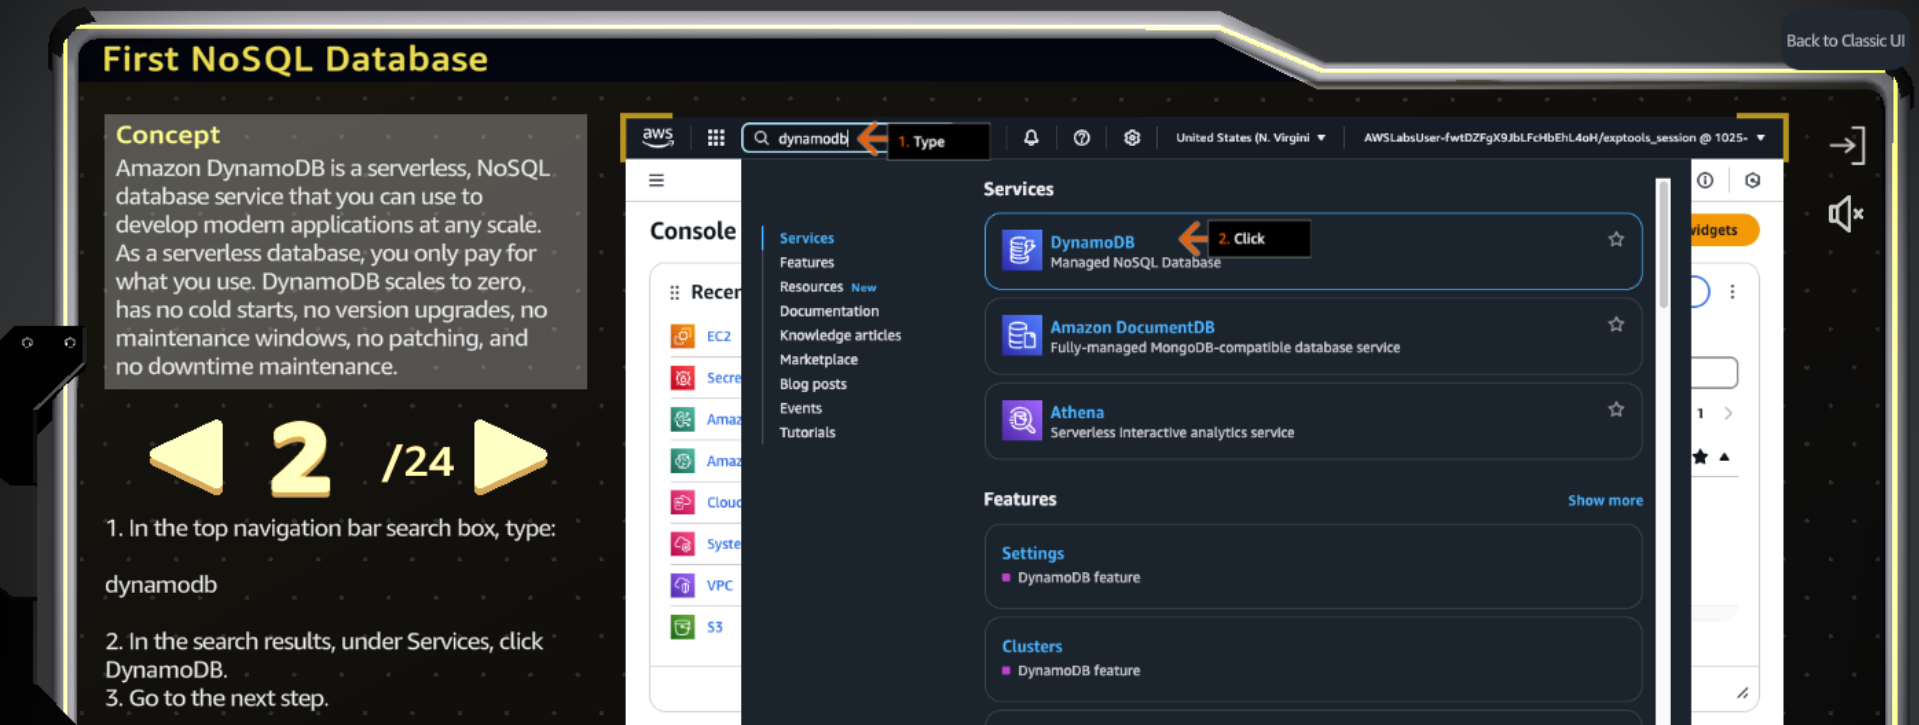 Back to Classic UI
First NoSQL Database
Concept
Amazon DynamoDB is a serverless, NoSQL
database service that you can use to
develop modern applications at any scale.
As a serverless database, you only pay for
what you use. DynamoDB scales to zero,
has no cold starts, no version upgrades, no
maintenance windows, no patching, and
no downtime maintenance.
2 /24
1. In the top navigation bar search box, type:
dynamodb
2. In the search results, under Services, click
DynamoDB.
3. Go to the next step.
aws
dynamodb
1. Type
United States (N. Virgini
AWSLabsUser-fwtDZFgX9JbLFcHbEhL4oH/exptools_session @ 1025-
Console
Recer
EC2
Secre
Amaz
Amaz
Cloud
Syste
VPC
S3
Services
Features
Resources New
Documentation
Knowledge articles
Marketplace
Blog posts
Events
Tutorials
Services
DynamoDB
Managed NoSQL Database
2. Click
Amazon DocumentDB
Fully-managed MongoDB-compatible database service
Athena
Serverless interactive analytics service
Features
Show more
Settings
DynamoDB feature
Clusters
DynamoDB feature
widgets
1